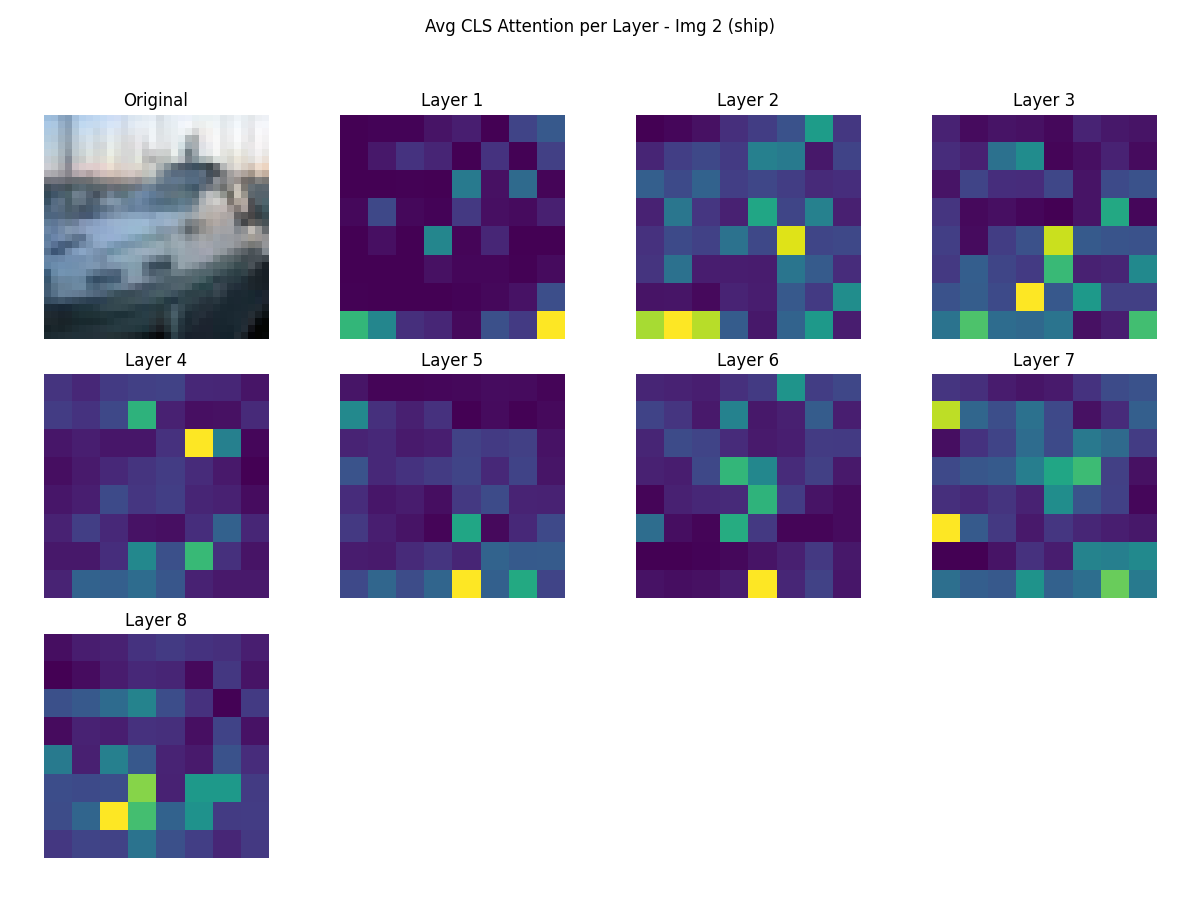 Avg CLS Attention per Layer - Img 2 (ship)
Original
Layer 1
Layer 2
Layer 3
Layer 4
Layer 5
Layer 6
Layer 7
Layer 8